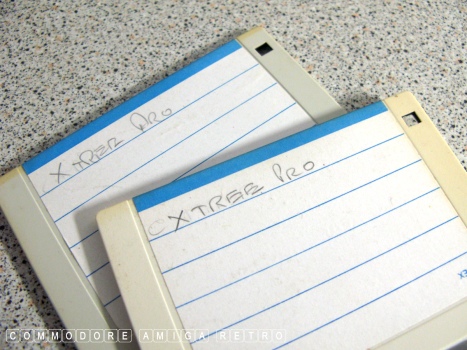 XTREE PRO.
XTREE PRO.
COMMODORE AMIGA RETRO